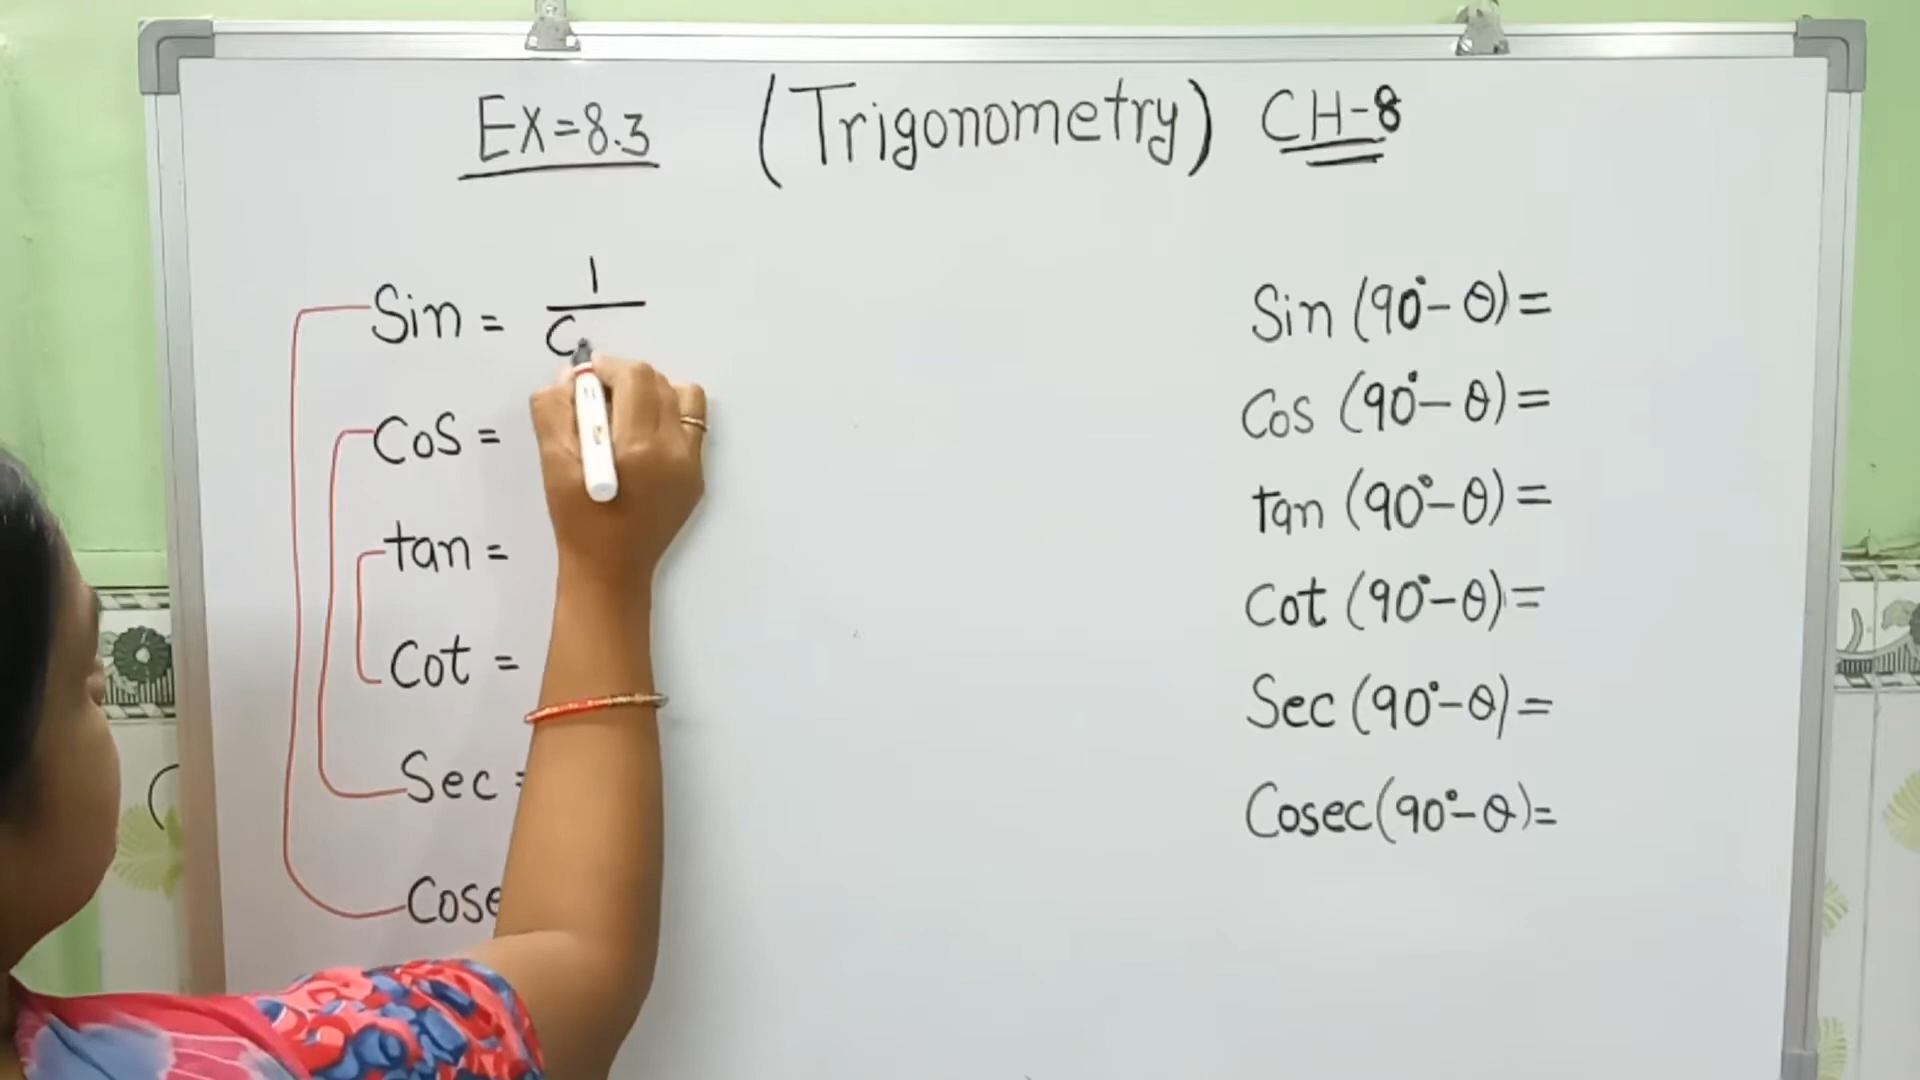 EX=8.3 (Trigonometry) CH-8
Sin = 1/C
Cos =
tan =
Cot =
Sec =
Cose
Sin (90°-θ)=
Cos (90°-θ)=
tan (90°-θ)=
Cot (90°-θ)=
Sec (90°-θ)=
Cosec(90°-θ)=